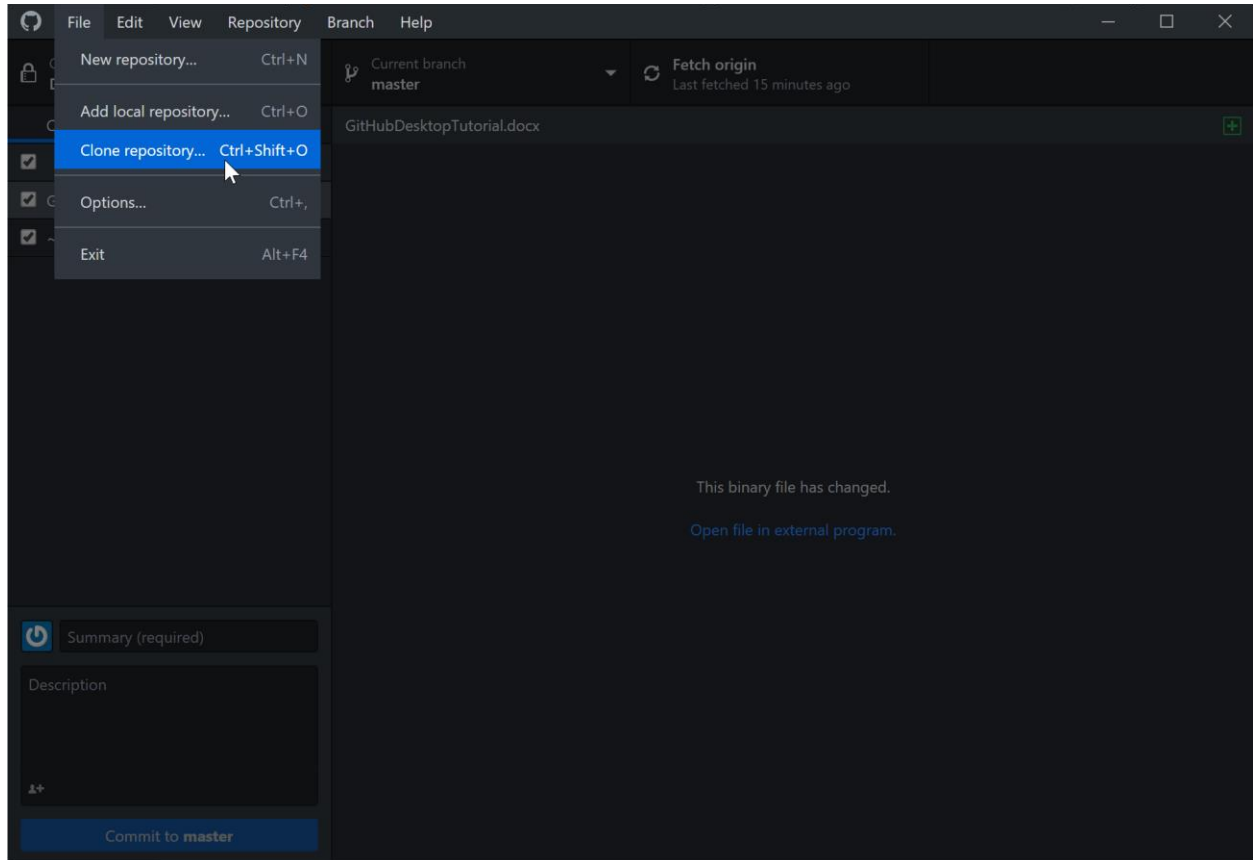 File Edit View Repository Branch Help
New repository... Ctrl+N
Add local repository... Ctrl+O
Clone repository... Ctrl+Shift+O
Options... Ctrl+,
Exit Alt+F4
Current branch
master
Fetch origin
Last fetched 15 minutes ago
GitHubDesktopTutorial.docx
This binary file has changed.
Open file in external program.
Summary (required)
Description
Commit to master